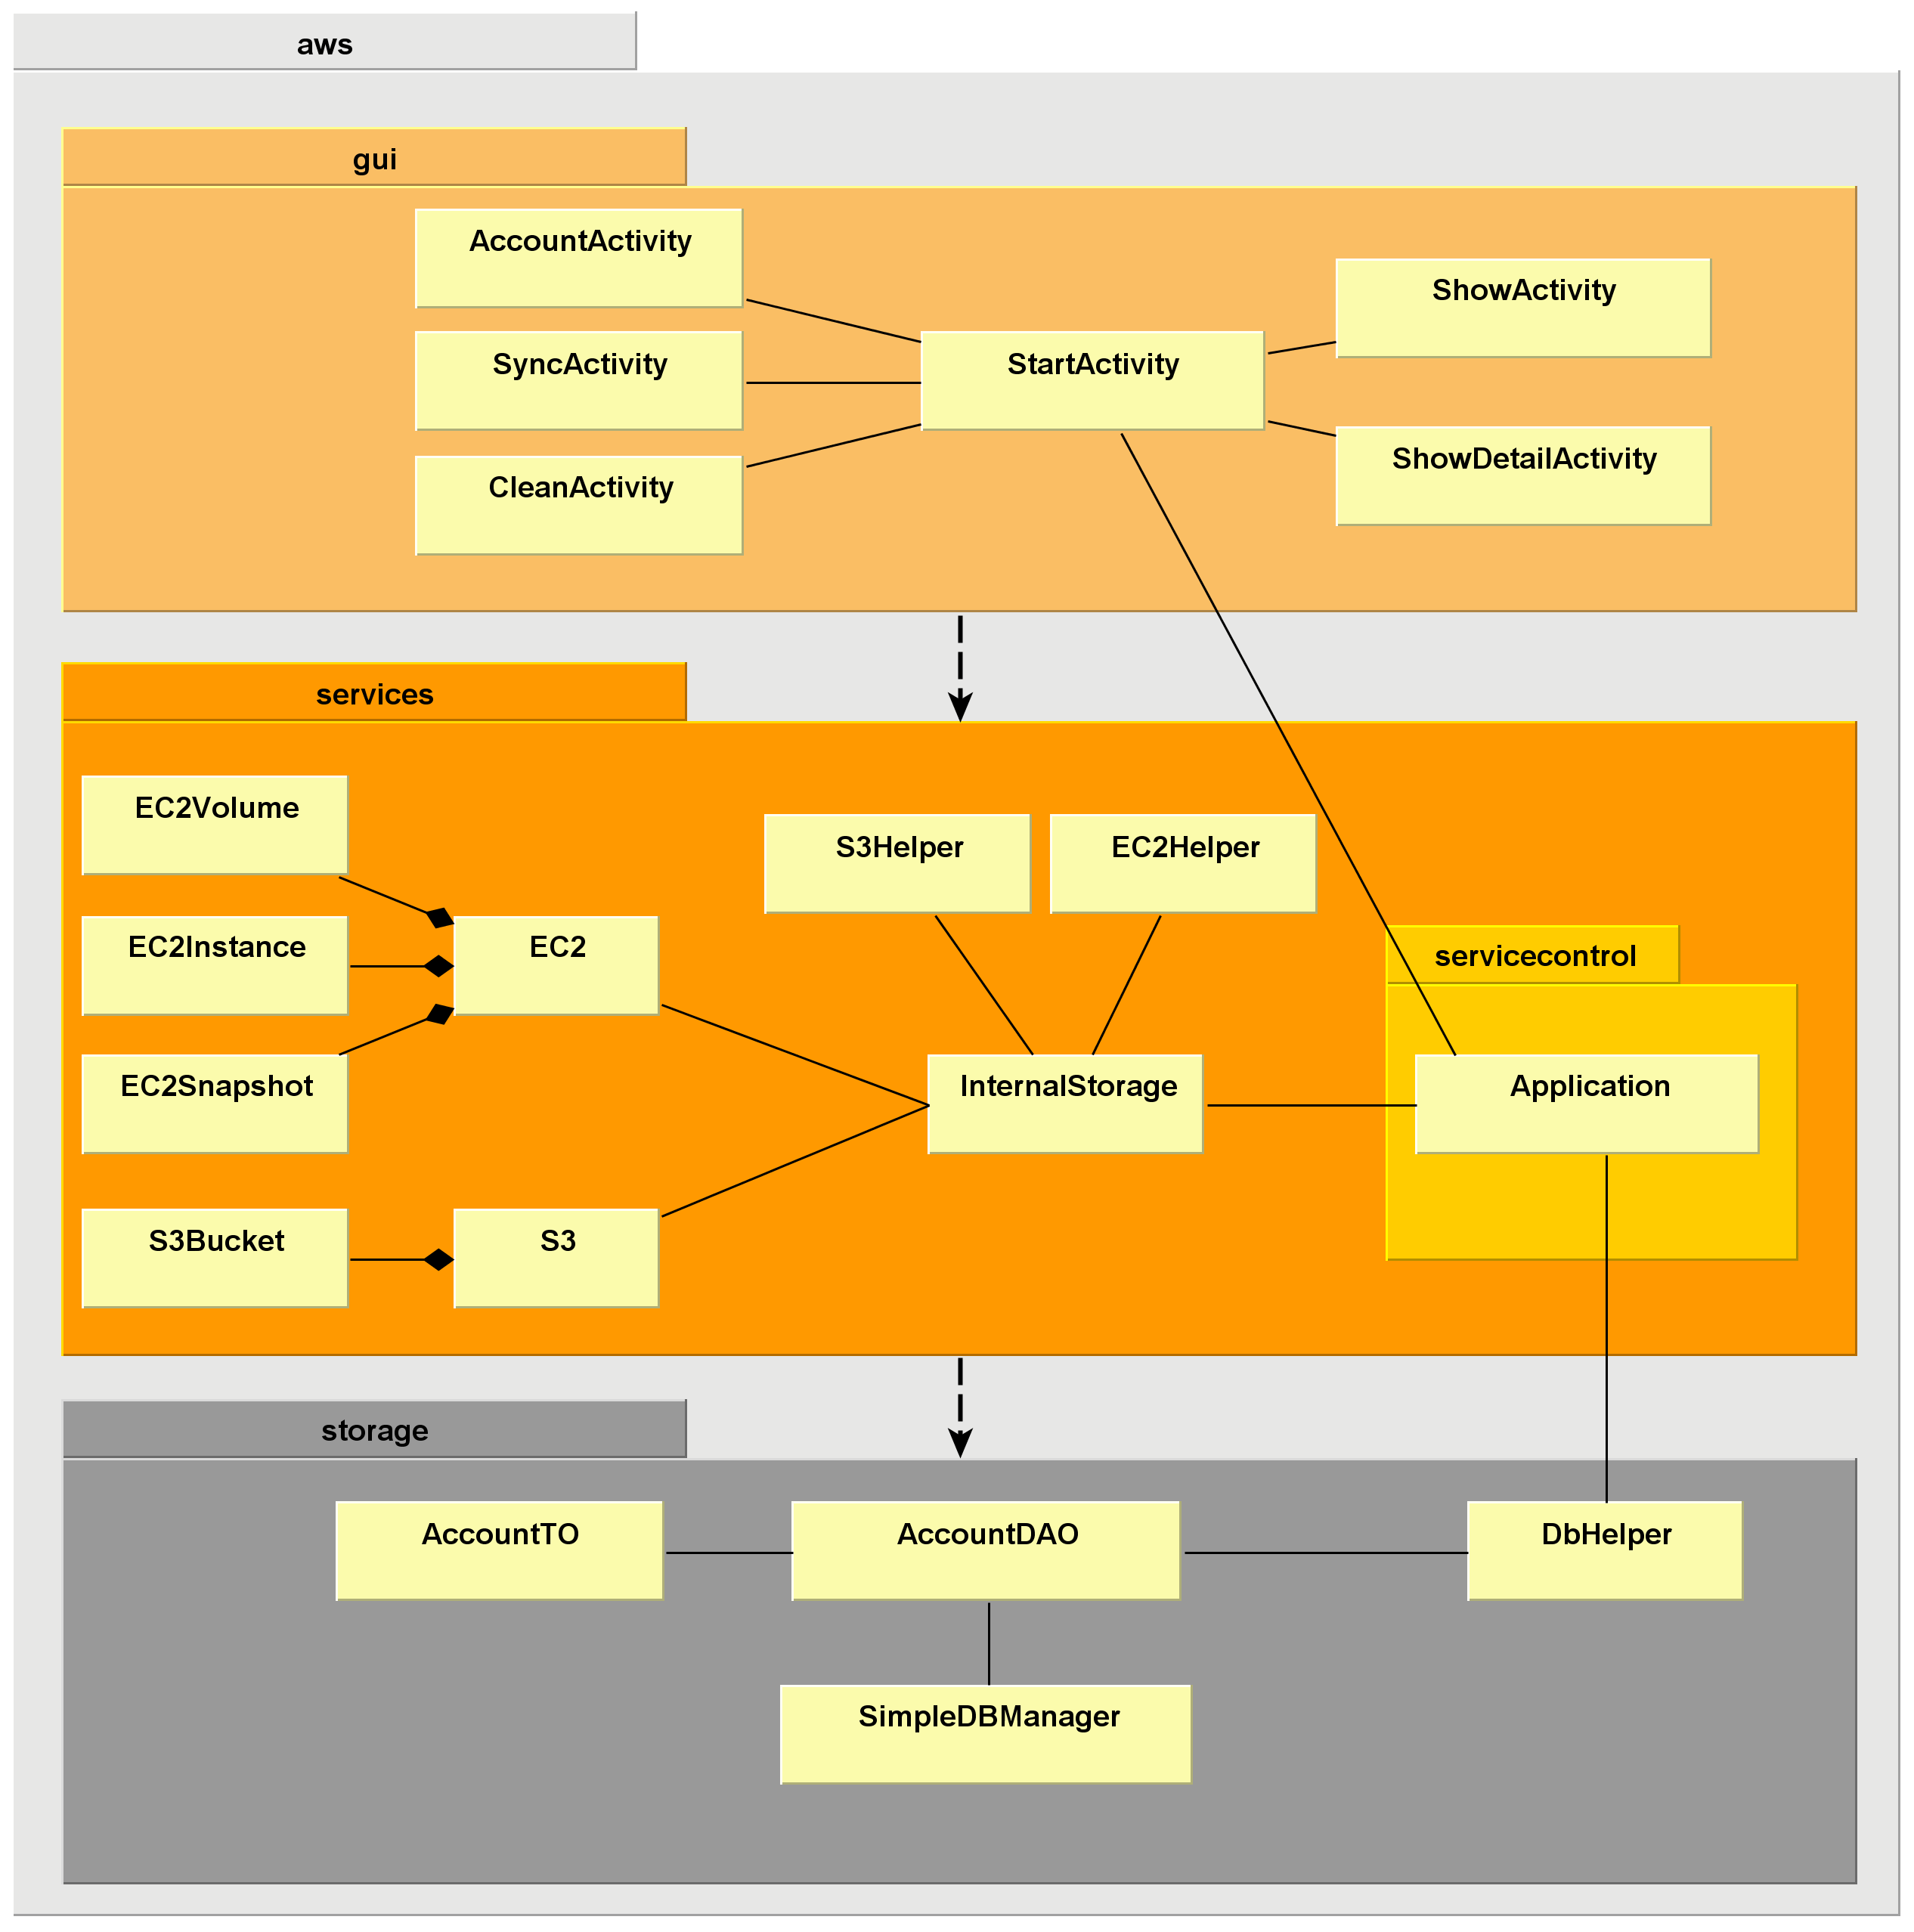 aws
gui
AccountActivity
ShowActivity
SyncActivity
StartActivity
ShowDetailActivity
CleanActivity
services
EC2Volume
S3Helper
EC2Helper
EC2Instance
EC2
servicecontrol
EC2Snapshot
InternalStorage
Application
S3Bucket
S3
storage
AccountTO
AccountDAO
DbHelper
SimpleDBManager